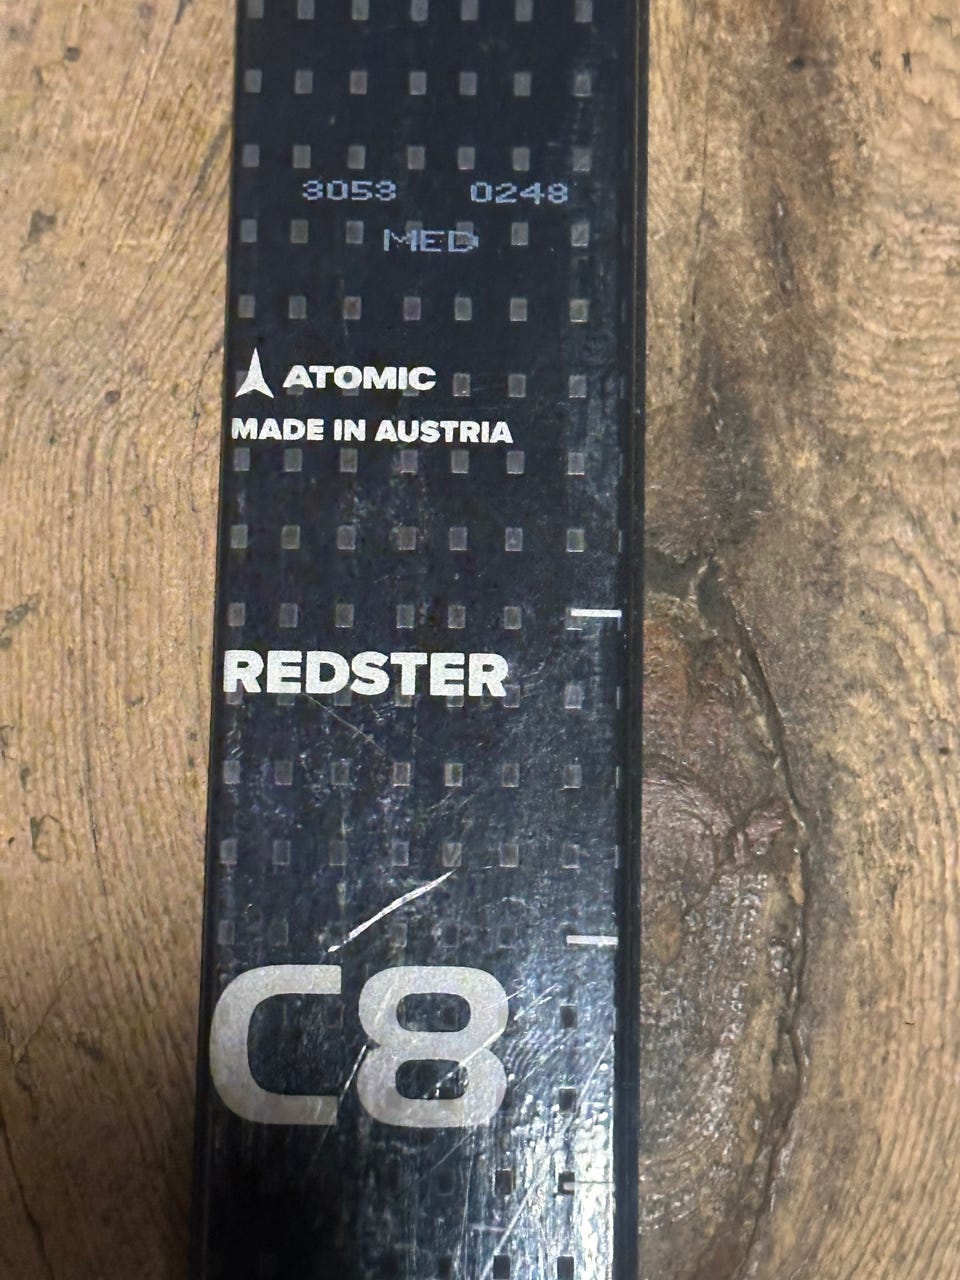 3053 0248
MED
ATOMIC
MADE IN AUSTRIA
REDSTER
C8